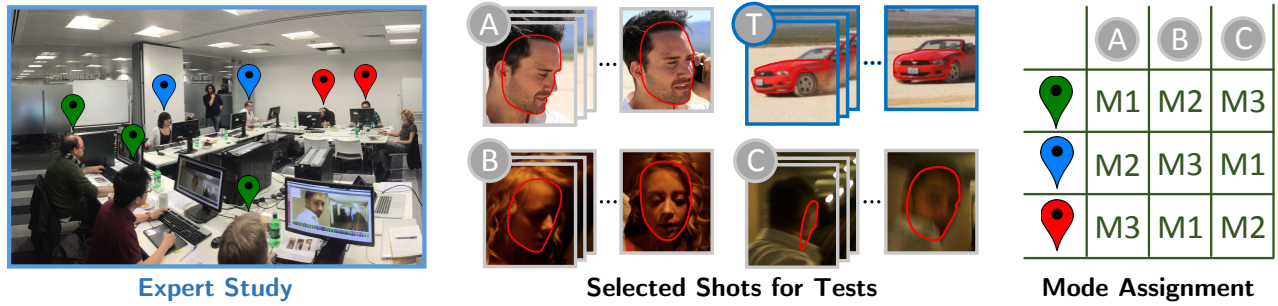 A
...
T
...
A B C
M1 M2 M3
B
...
C
...
M2 M3 M1
M3 M1 M2
Expert Study
Selected Shots for Tests
Mode Assignment